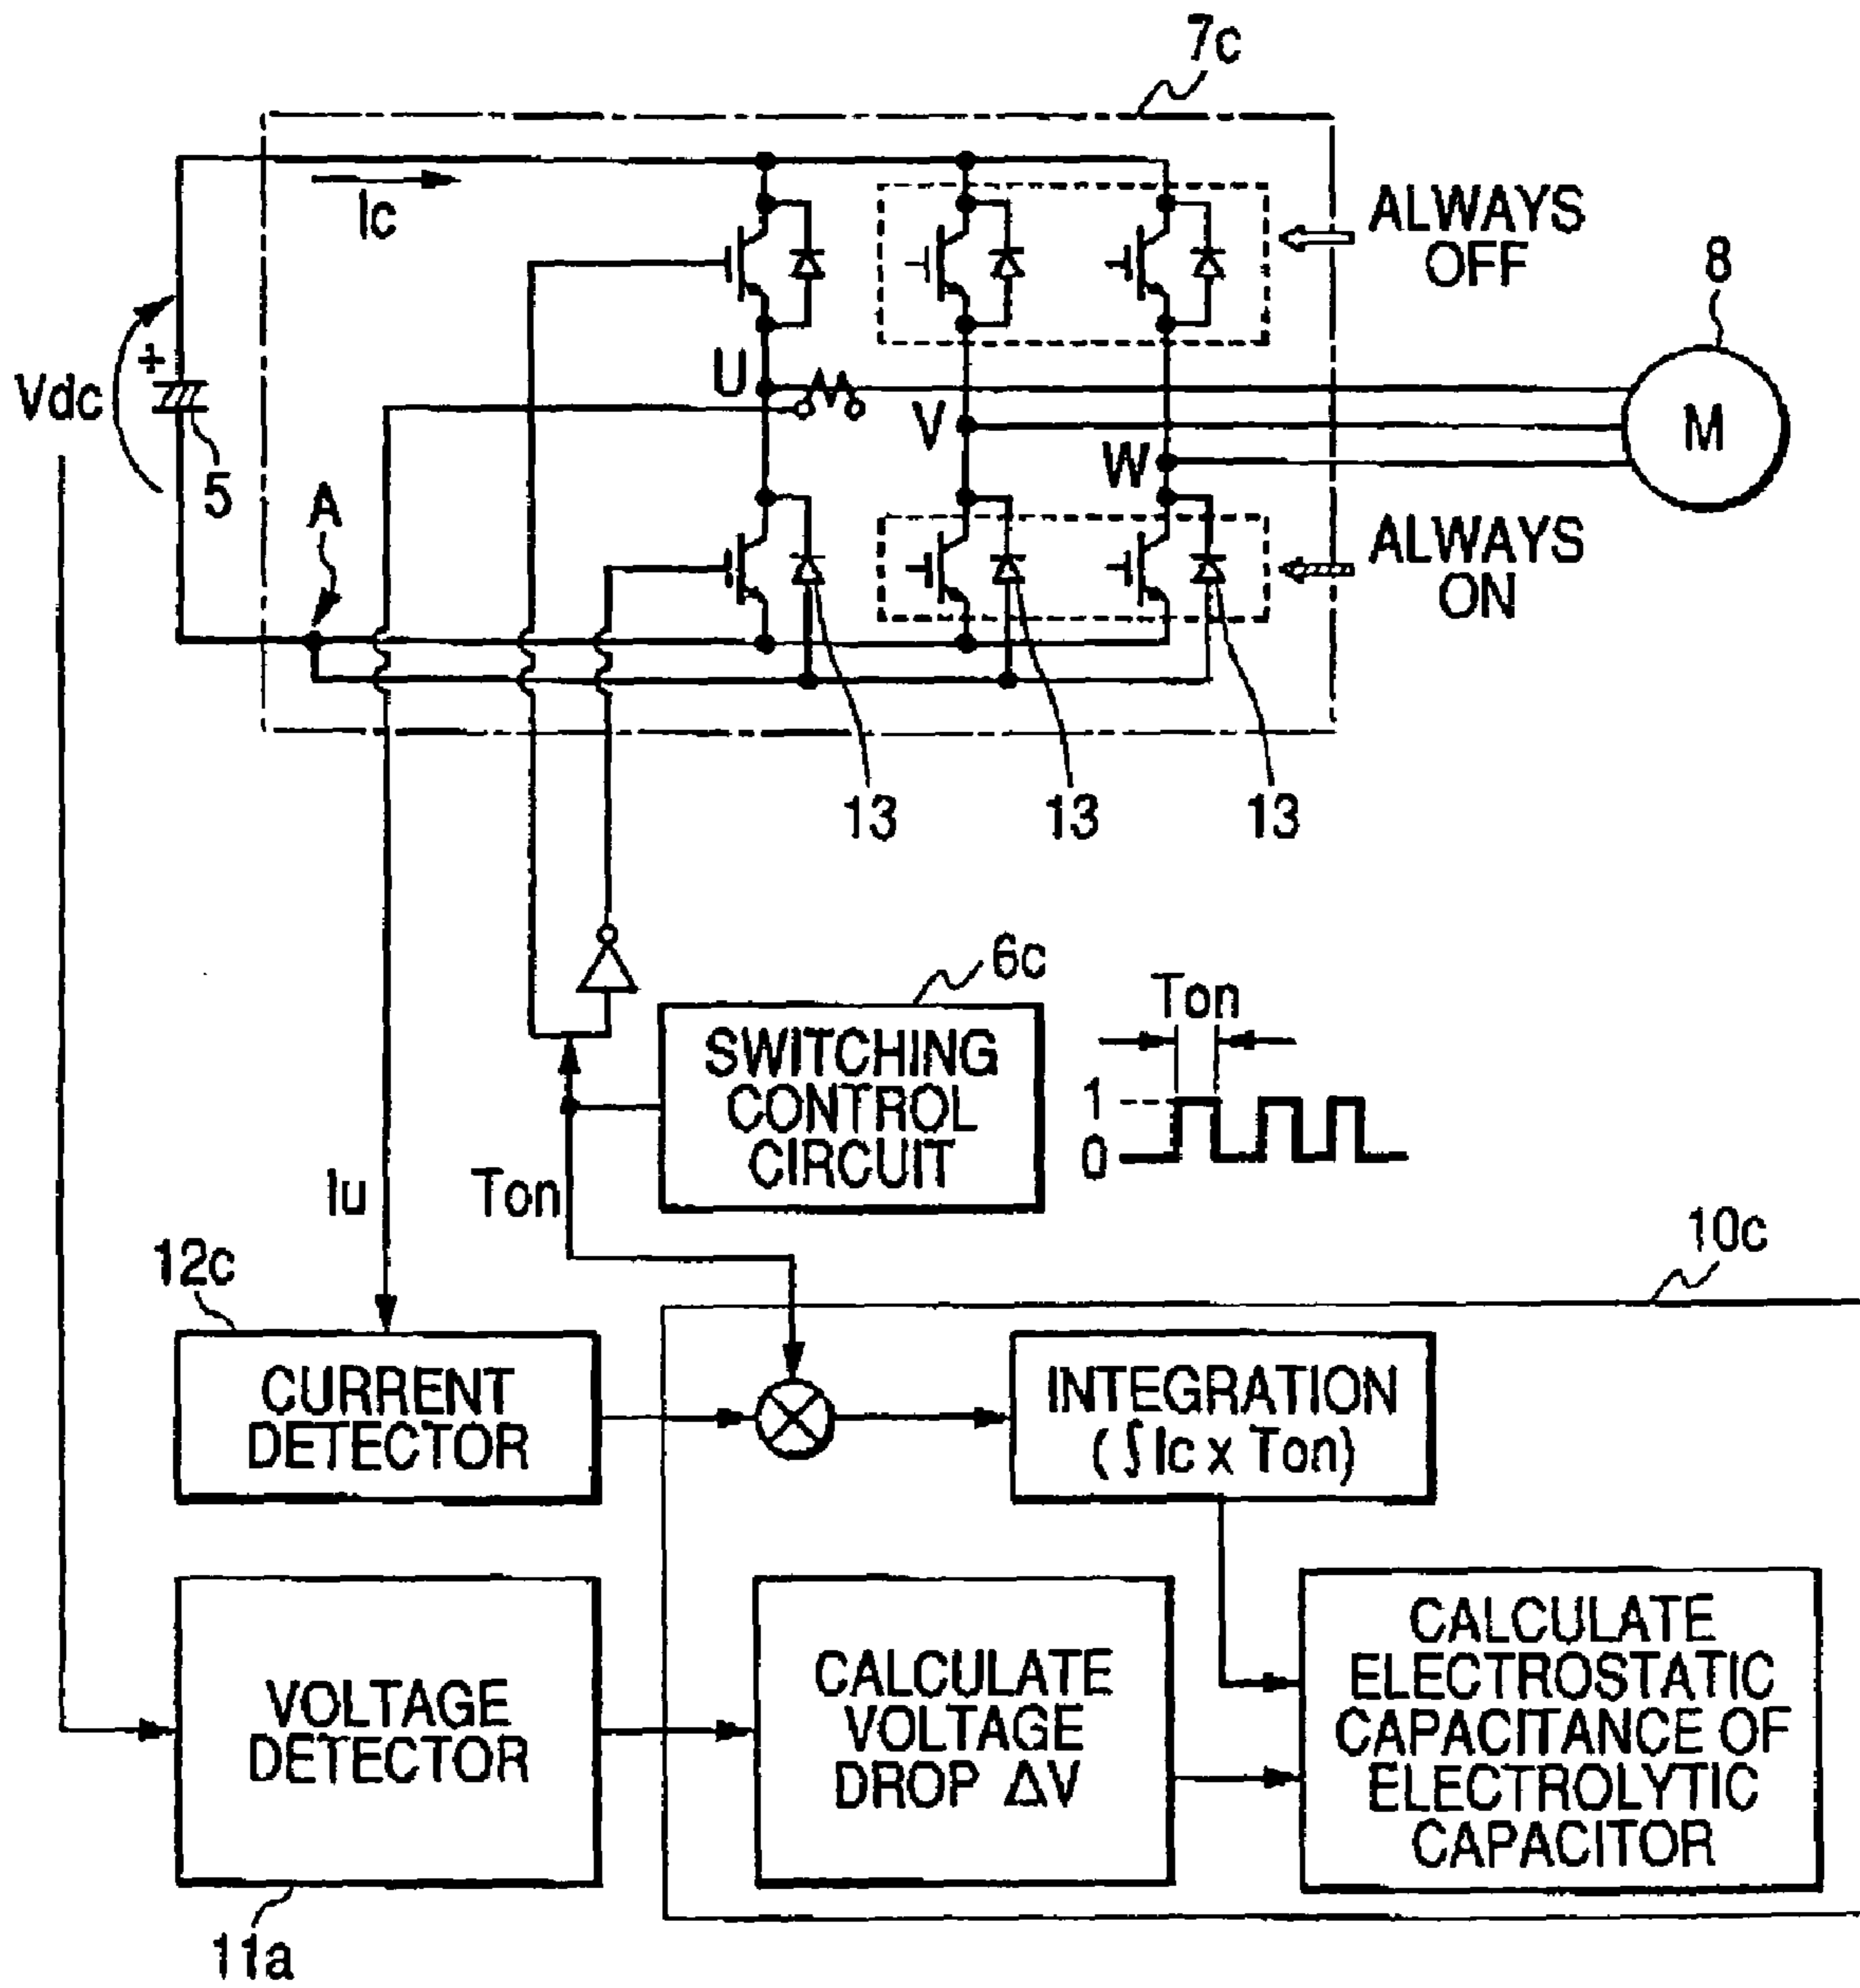 7c
Ic
ALWAYS
OFF
8
+
U
Vdc
M
V
W
5
A
ALWAYS
ON
13
13
13
6c
Ton
SWITCHING
CONTROL
CIRCUIT
1
0
Iu
Ton
10c
12c
CURRENT
DETECTOR
INTEGRATION
(∫Ic x Ton)
VOLTAGE
DETECTOR
CALCULATE
VOLTAGE
DROP ΔV
CALCULATE
ELECTROSTATIC
CAPACITANCE OF
ELECTROLYTIC
CAPACITOR
11a